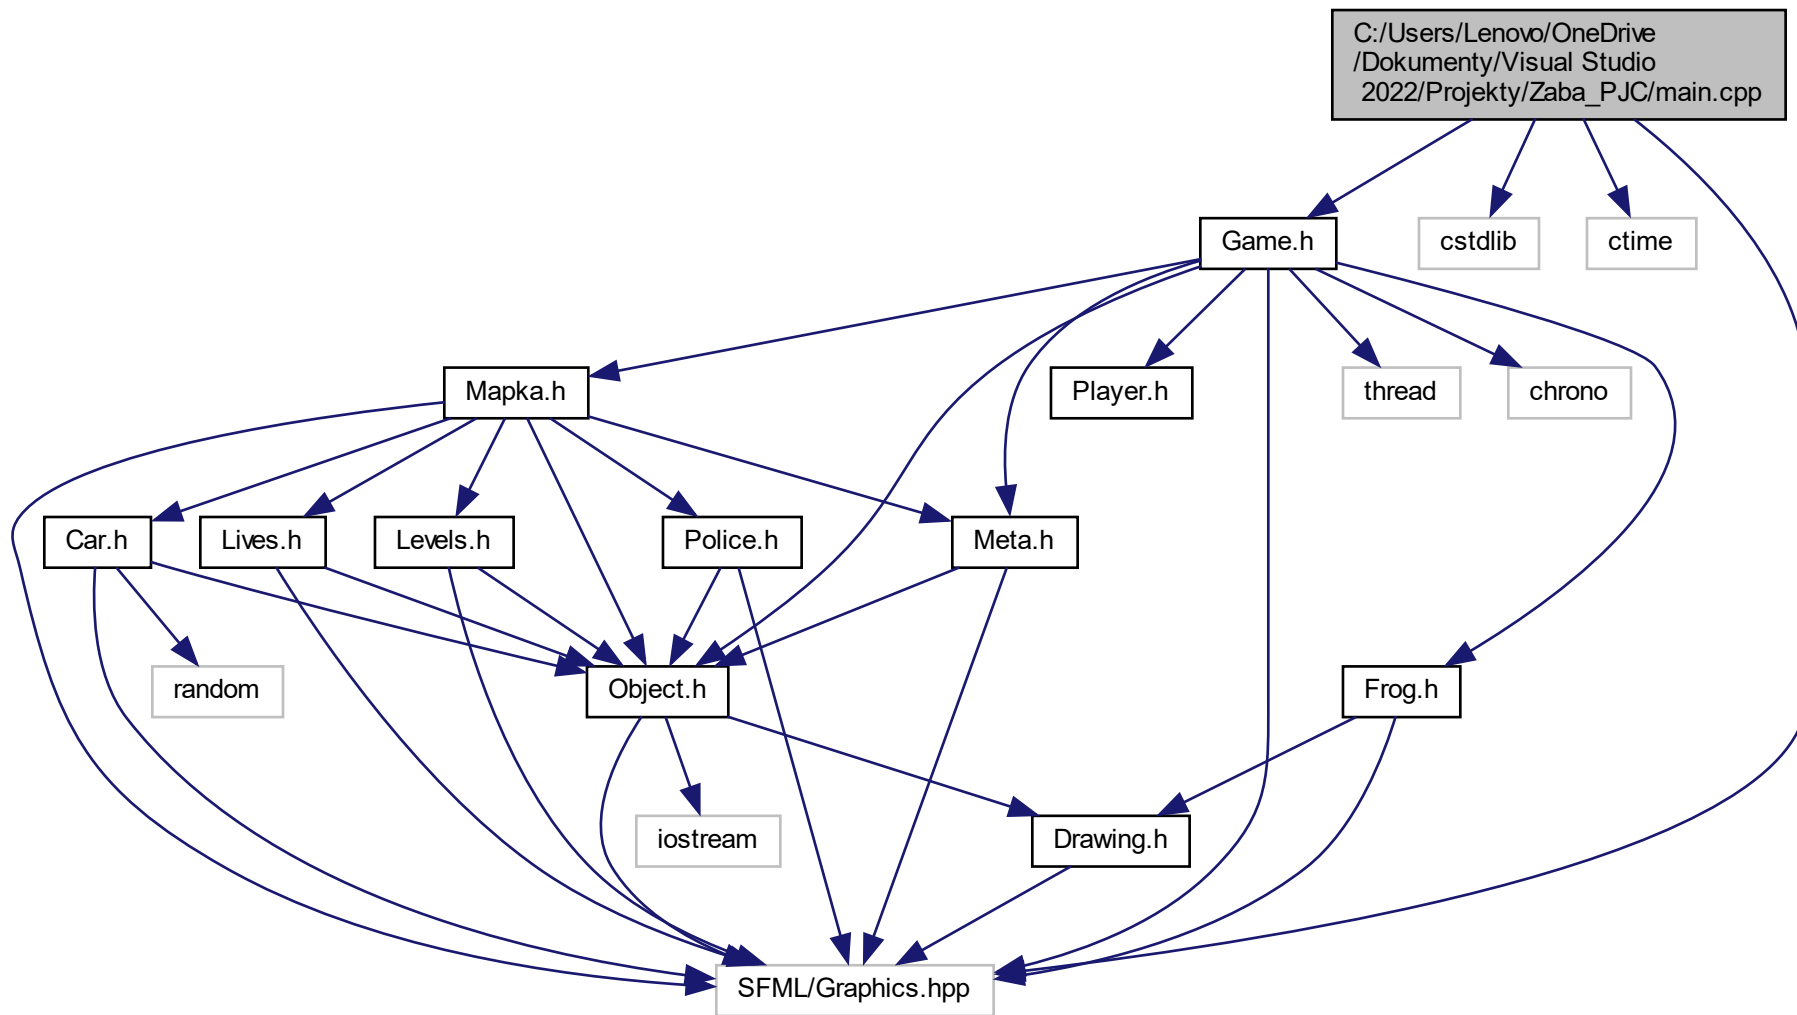 C:/Users/Lenovo/OneDrive
/Dokumenty/Visual Studio
2022/Projekty/Zaba_PJC/main.cpp
Game.h
cstdlib
ctime
Mapka.h
Player.h
thread
chrono
Car.h
Lives.h
Levels.h
Police.h
Meta.h
random
Object.h
Frog.h
iostream
Drawing.h
SFML/Graphics.hpp